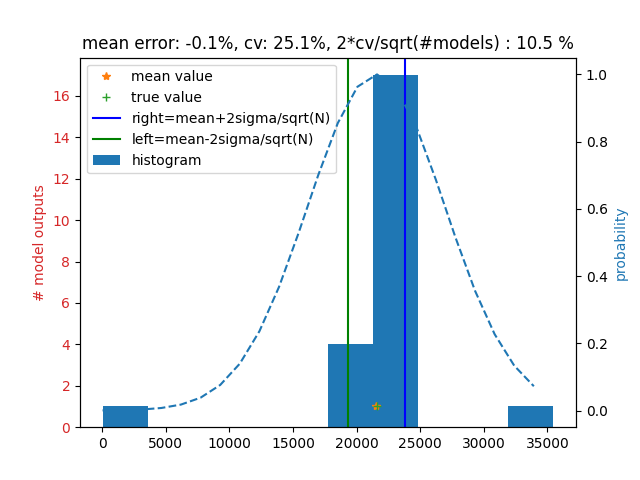 mean error: -0.1%, cv: 25.1%, 2*cv/sqrt(#models) : 10.5 %
mean value
true value
right=mean+2sigma/sqrt(N)
left=mean-2sigma/sqrt(N)
histogram
# model outputs
16
14
12
10
8
6
4
2
0
1.0
0.8
0.6
0.4
0.2
0.0
probability
0 5000 10000 15000 20000 25000 30000 35000